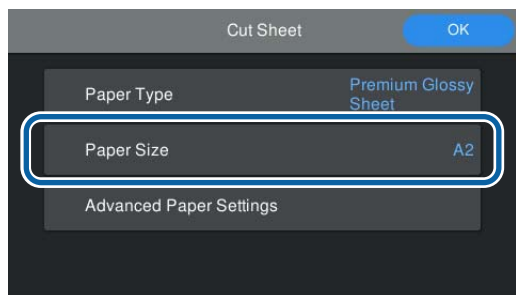 Cut Sheet
OK
Paper Type
Premium Glossy
Sheet
Paper Size
A2
Advanced Paper Settings